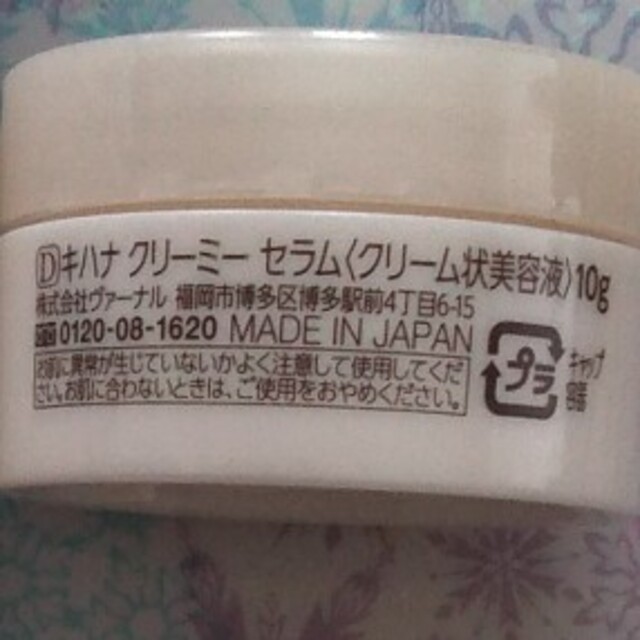 D キハナ クリーミー セラム〈クリーム状美容液〉10g
株式会社ヴァーナル 福岡市博多区博多駅前4丁目6-15
0120-08-1620 MADE IN JAPAN
お肌に異常が生じていないかよく注意して使用してくだ
さい。お肌に合わないときは、ご使用をおやめください。
プラ
キャップ
容器